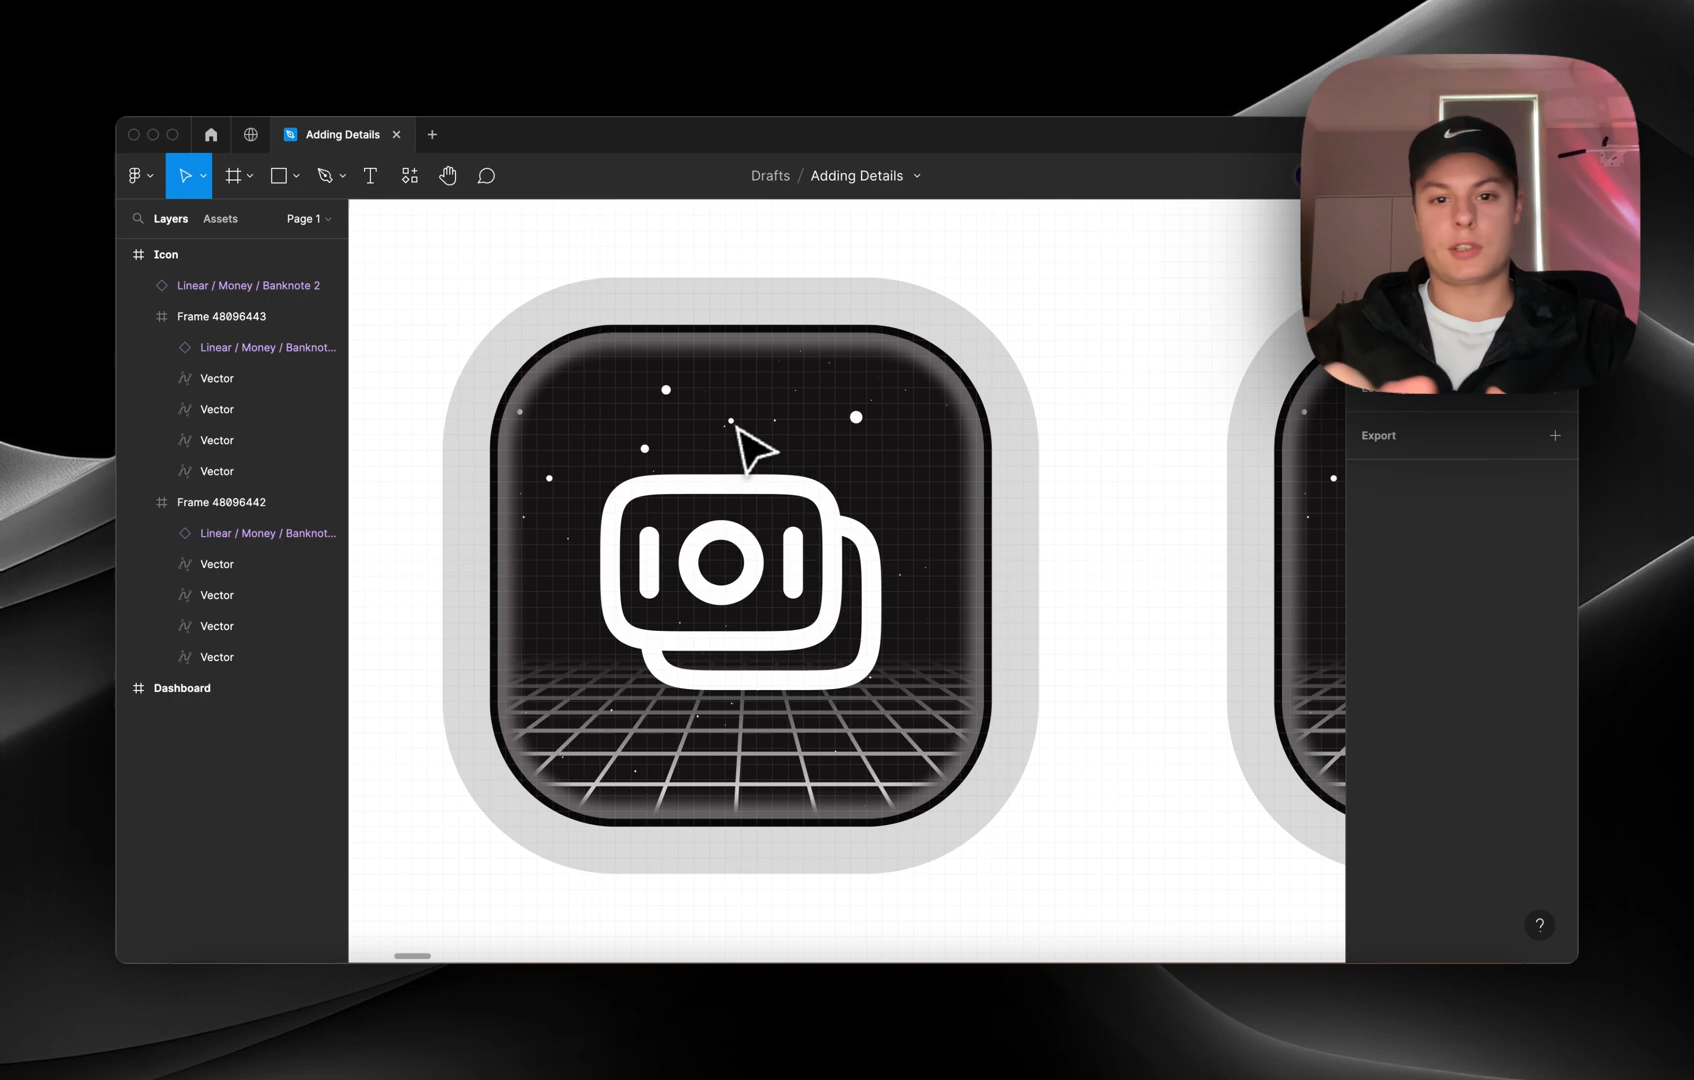 Adding Details
Drafts / Adding Details
Layers
Assets
Page 1
Icon
Linear / Money / Banknote 2
Frame 48096443
Linear / Money / Banknot...
Vector
Vector
Vector
Vector
Frame 48096442
Linear / Money / Banknot...
Vector
Vector
Vector
Vector
Dashboard
Export
?